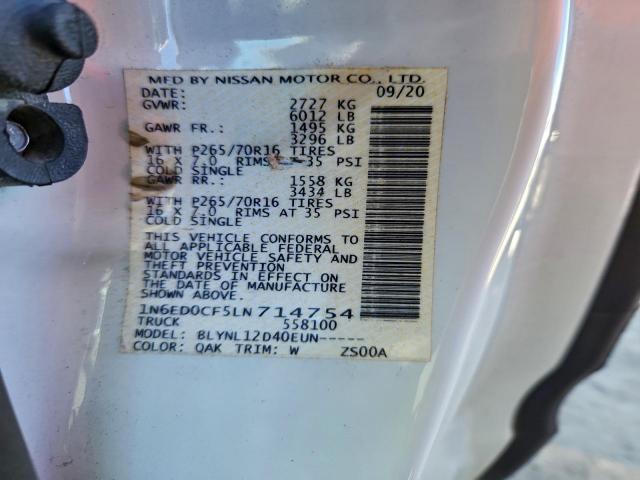 MFD BY NISSAN MOTOR CO., LTD.
DATE: 09/20
GVWR: 2727 KG
6012 LB
GAWR FR.: 1495 KG
3296 LB
WITH P265/70R16 TIRES
16 X 7.0 RIMS 35 PSI
COLD SINGLE
GAWR RR.: 1558 KG
3434 LB
WITH P265/70R16 TIRES
16 X 7.0 RIMS AT 35 PSI
COLD SINGLE
THIS VEHICLE CONFORMS TO
ALL APPLICABLE FEDERAL
MOTOR VEHICLE SAFETY AND
THEFT PREVENTION
STANDARDS IN EFFECT ON
THE DATE OF MANUFACTURE
SHOWN ABOVE.
1N6ED0CF5LN714754
TRUCK 558100
MODEL: BLYNL12D40EUN-----
COLOR: QAK TRIM: W ZS00A